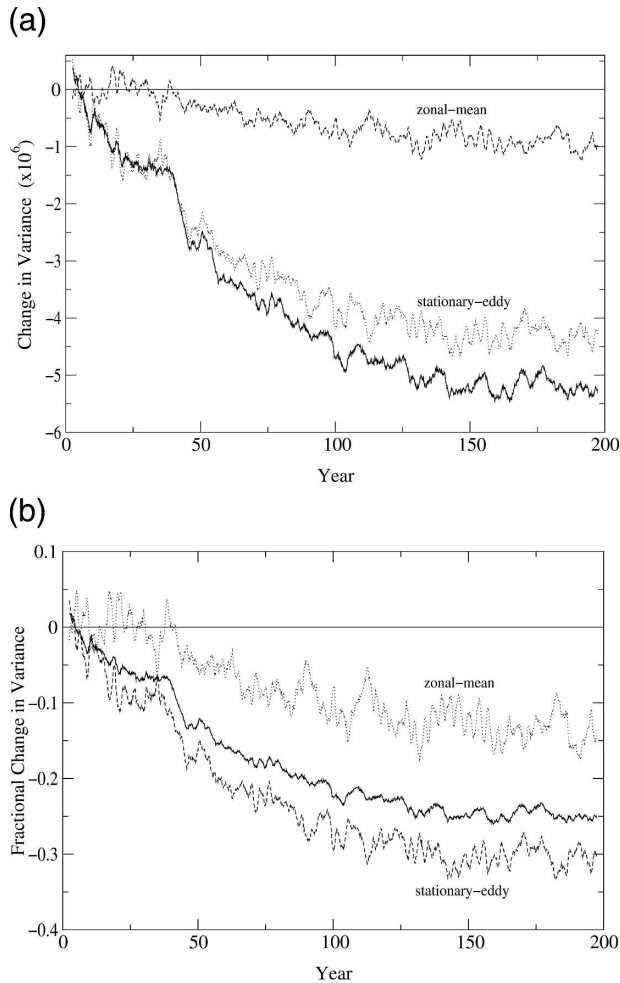 (a)
0
-1
-2
-3
-4
-5
-6
Change in Variance (x10⁶)
zonal-mean
stationary-eddy
0 50 100 150 200
Year
(b)
0.1
0
-0.1
-0.2
-0.3
-0.4
Fractional Change in Variance
zonal-mean
stationary-eddy
0 50 100 150 200
Year